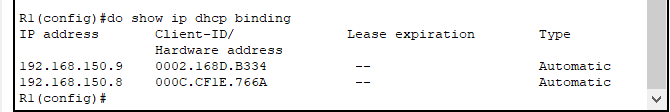 R1(config)#do show ip dhcp binding
IP address       Client-ID/              Lease expiration        Type
                 Hardware address
192.168.150.9    0002.168D.B334           --                     Automatic
192.168.150.8    000C.CF1E.766A           --                     Automatic
R1(config)#